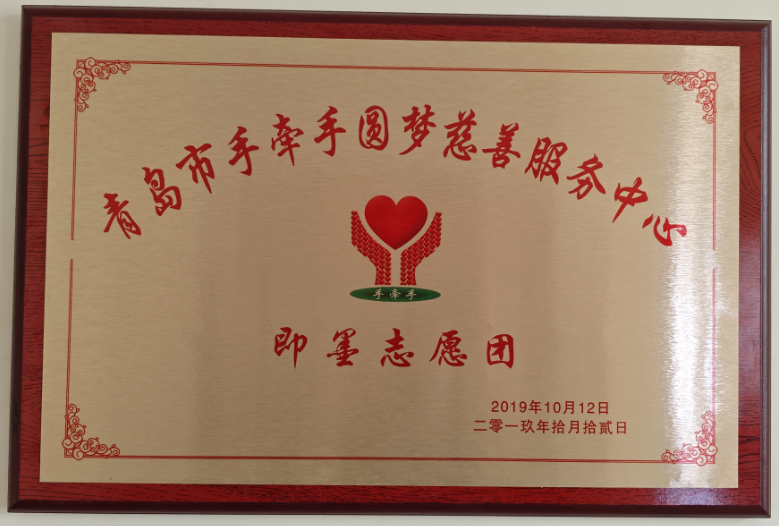 青岛市手牵手圆梦慈善服务中心
手牵手
即墨志愿团
2019年10月12日
二零一玖年拾月拾贰日